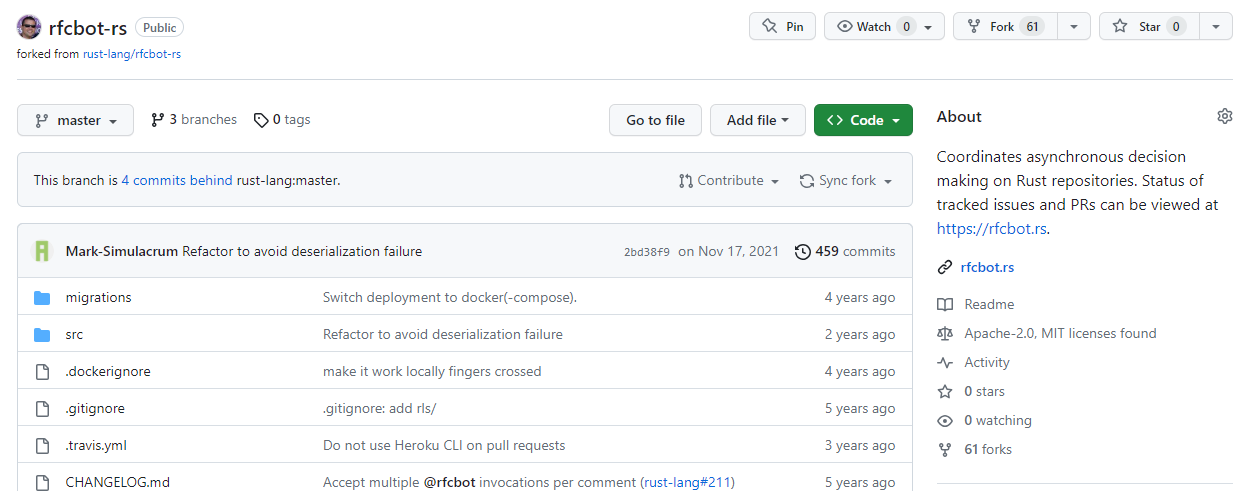 rfcbot-rs Public Pin Watch 0 Fork 61 Star 0
forked from rust-lang/rfcbot-rs
master 3 branches 0 tags Go to file Add file <> Code
About
Coordinates asynchronous decision
making on Rust repositories. Status of
tracked issues and PRs can be viewed at
https://rfcbot.rs.
rfcbot.rs
Readme
Apache-2.0, MIT licenses found
Activity
0 stars
0 watching
61 forks
This branch is 4 commits behind rust-lang:master. Contribute Sync fork
Mark-Simulacrum Refactor to avoid deserialization failure 2bd38f9 on Nov 17, 2021 459 commits
migrations Switch deployment to docker(-compose). 4 years ago
src Refactor to avoid deserialization failure 2 years ago
.dockerignore make it work locally fingers crossed 4 years ago
.gitignore .gitignore: add rls/ 5 years ago
.travis.yml Do not use Heroku CLI on pull requests 3 years ago
CHANGELOG.md Accept multiple @rfcbot invocations per comment (rust-lang#211) 5 years ago